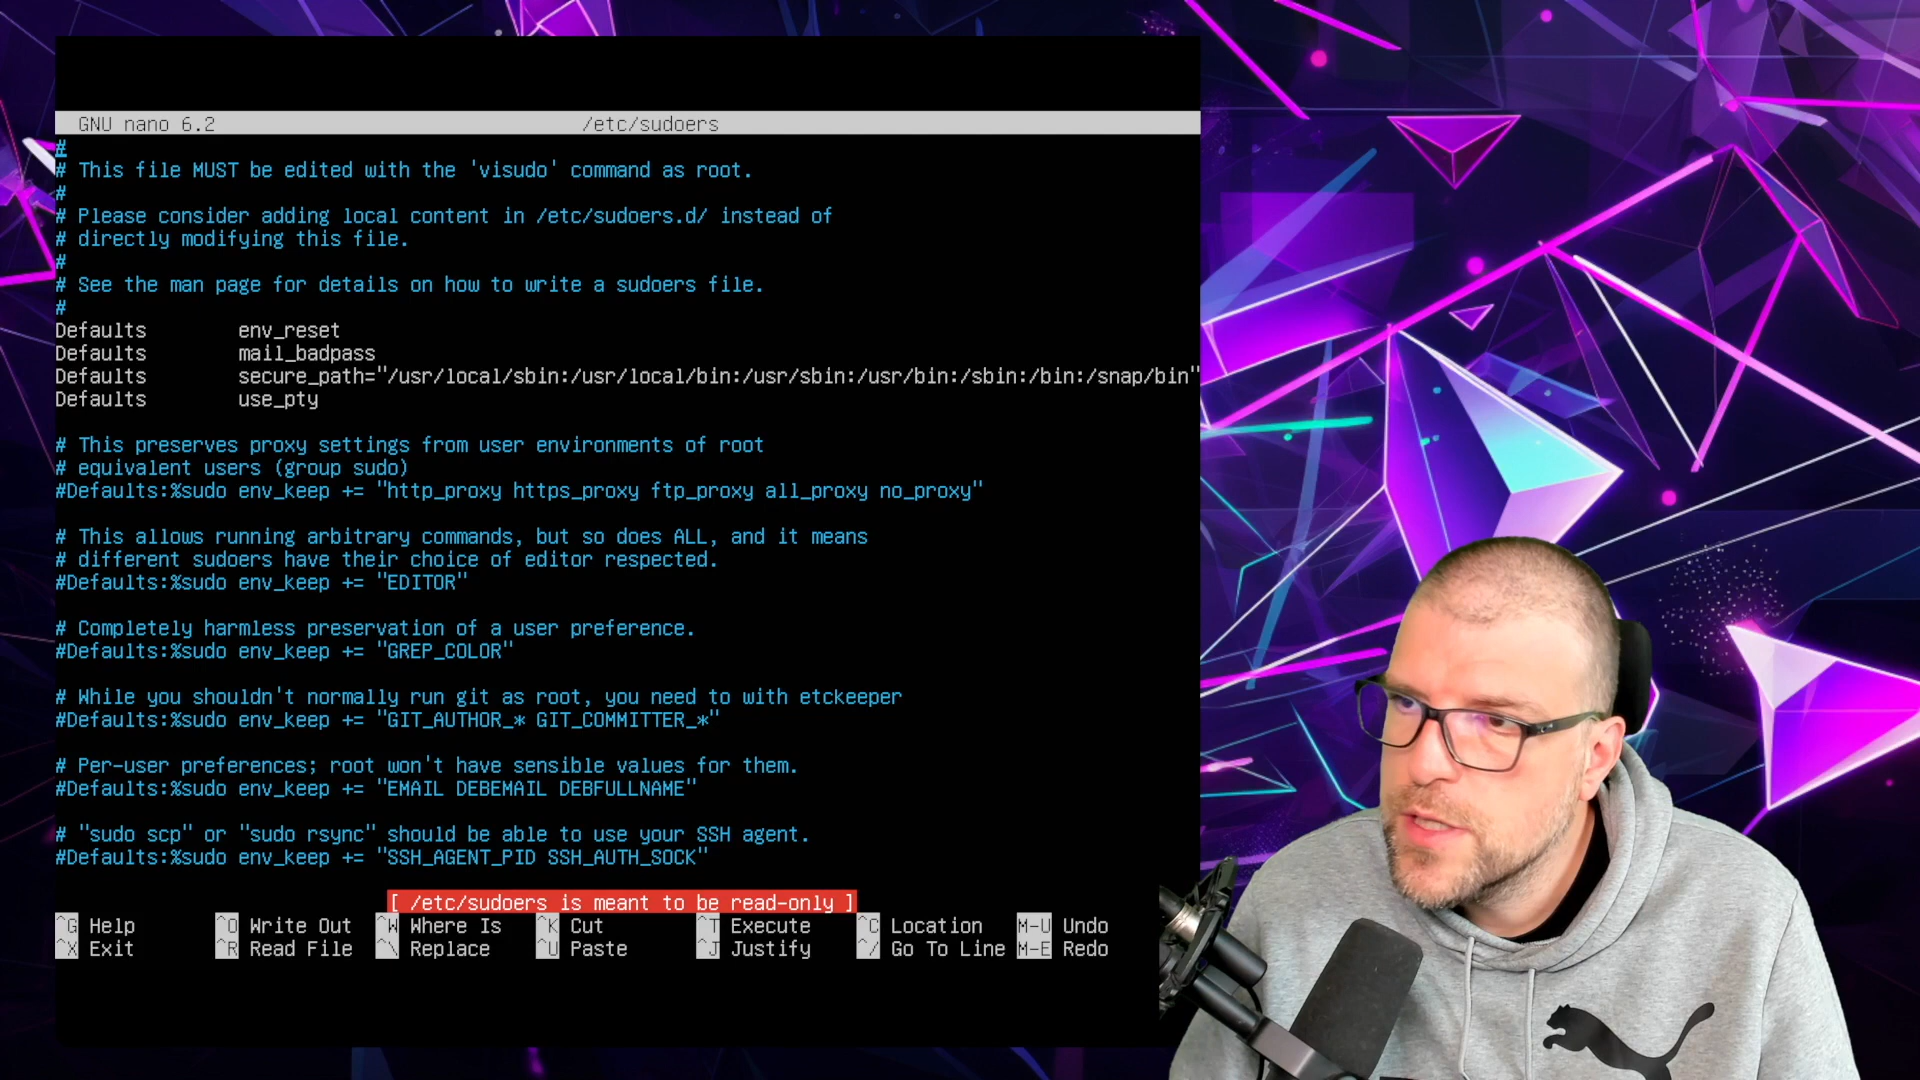 GNU nano 6.2 /etc/sudoers
#
# This file MUST be edited with the 'visudo' command as root.
#
# Please consider adding local content in /etc/sudoers.d/ instead of
# directly modifying this file.
#
# See the man page for details on how to write a sudoers file.
#
Defaults env_reset
Defaults mail_badpass
Defaults secure_path="/usr/local/sbin:/usr/local/bin:/usr/sbin:/usr/bin:/sbin:/bin:/snap/bin"
Defaults use_pty
# This preserves proxy settings from user environments of root
# equivalent users (group sudo)
#Defaults:%sudo env_keep += "http_proxy https_proxy ftp_proxy all_proxy no_proxy"
# This allows running arbitrary commands, but so does ALL, and it means
# different sudoers have their choice of editor respected.
#Defaults:%sudo env_keep += "EDITOR"
# Completely harmless preservation of a user preference.
#Defaults:%sudo env_keep += "GREP_COLOR"
# While you shouldn't normally run git as root, you need to with etckeeper
#Defaults:%sudo env_keep += "GIT_AUTHOR_* GIT_COMMITTER_*"
# Per-user preferences; root won't have sensible values for them.
#Defaults:%sudo env_keep += "EMAIL DEBEMAIL DEBFULLNAME"
# "sudo scp" or "sudo rsync" should be able to use your SSH agent.
#Defaults:%sudo env_keep += "SSH_AGENT_PID SSH_AUTH_SOCK"
[ /etc/sudoers is meant to be read-only ]
^G Help ^O Write Out ^W Where Is ^K Cut ^T Execute ^C Location M-U Undo
^X Exit ^R Read File ^\ Replace ^U Paste ^J Justify ^/ Go To Line M-E Redo